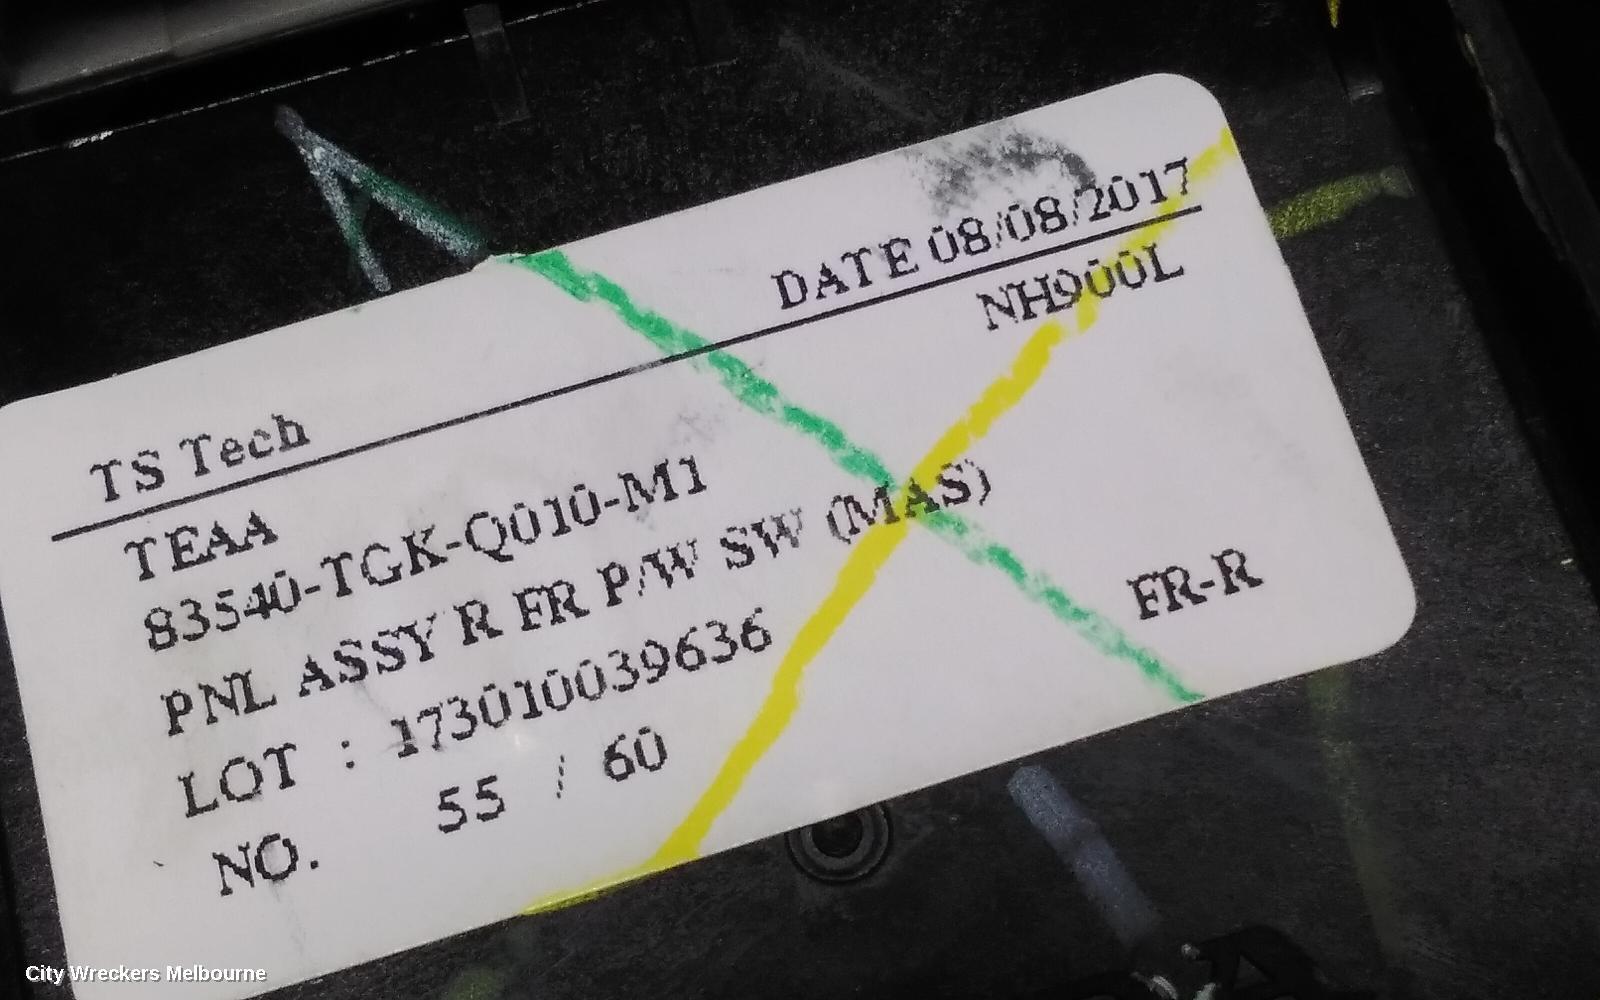 DATE 08/08/2017
TS Tech
NH900L
TEAA
83540-TGK-Q010-M1
PNL ASSY R FR P/W SW (MAS)
LOT : 173010039636
FR-R
NO. 55 / 60
City Wreckers Melbourne